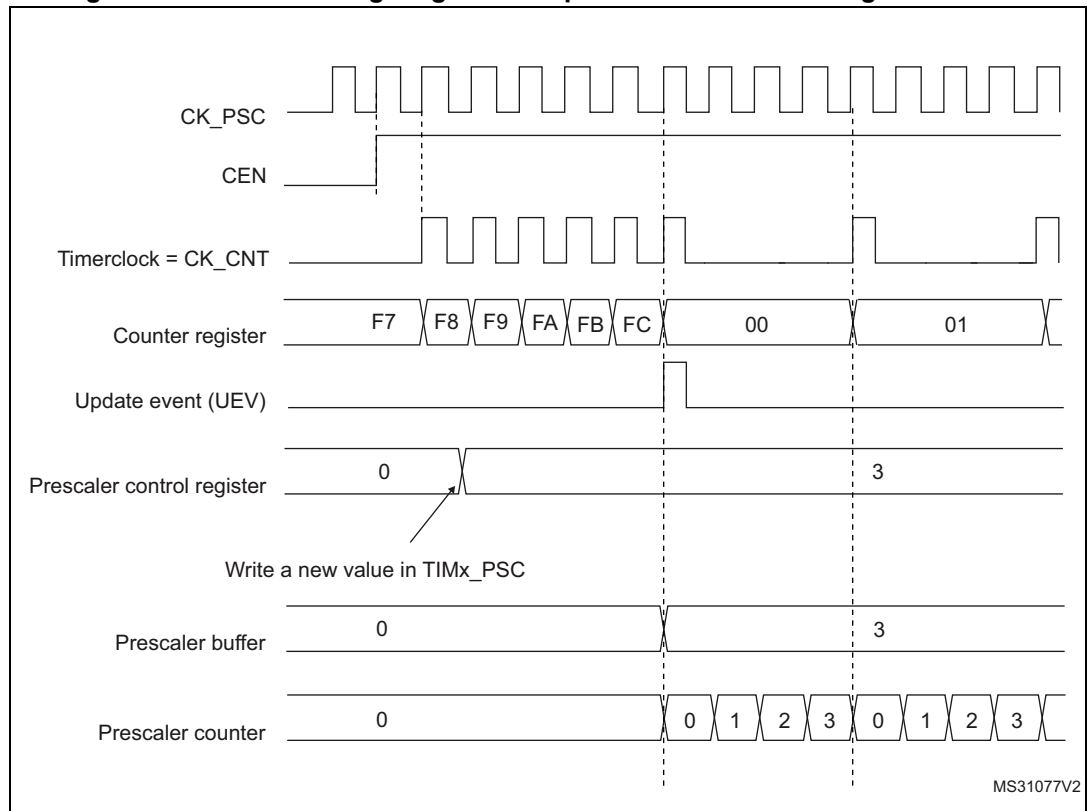 CK_PSC
CEN
Timerclock = CK_CNT
Counter register F7 F8 F9 FA FB FC 00 01
Update event (UEV)
Prescaler control register 0 3
Write a new value in TIMx_PSC
Prescaler buffer 0 3
Prescaler counter 0 0 1 2 3 0 1 2 3
MS31077V2